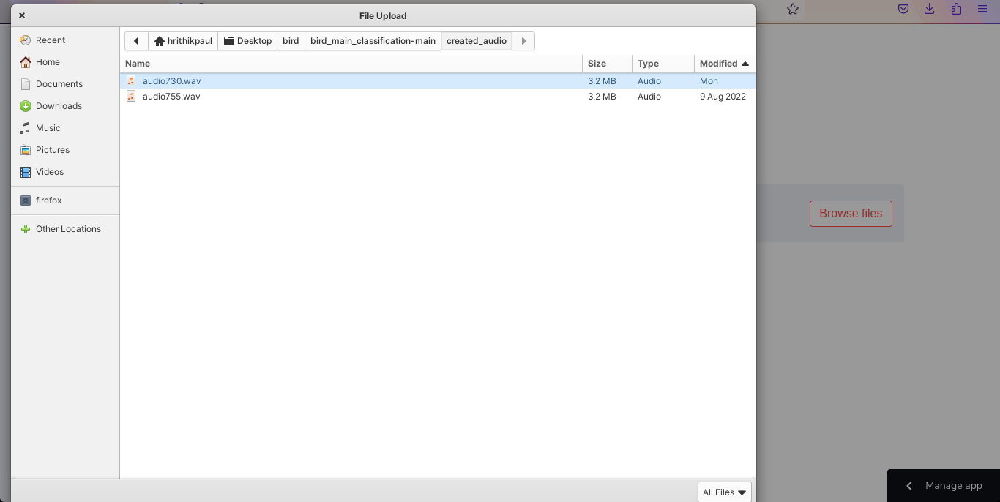 File Upload
Recent
Home
Documents
Downloads
Music
Pictures
Videos
firefox
Other Locations
hrithikpaul Desktop bird bird_main_classification-main created_audio
Name Size Type Modified
audio730.wav 3.2 MB Audio Mon
audio755.wav 3.2 MB Audio 9 Aug 2022
All Files
Browse files
Manage app